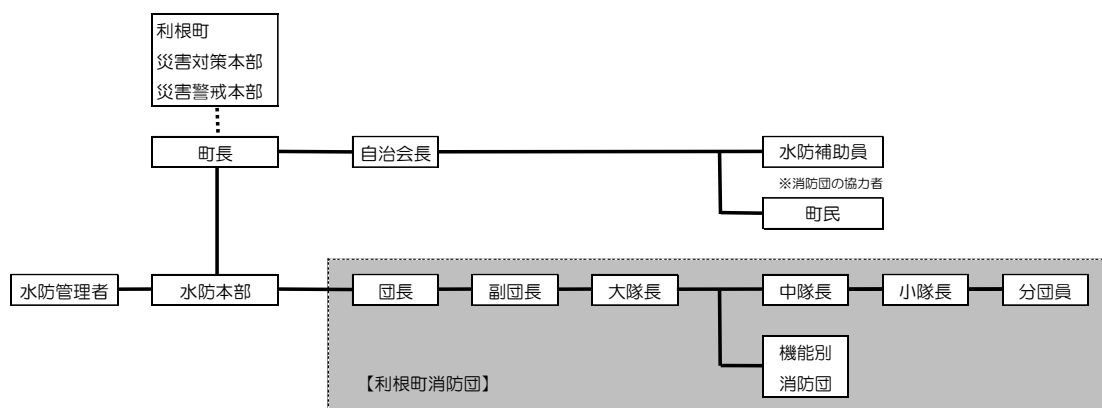 利根町
災害対策本部
災害警戒本部
町長
自治会長
水防補助員
※消防団の協力者
町民
水防管理者
水防本部
団長
副団長
大隊長
中隊長
小隊長
分団員
機能別
消防団
【利根町消防団】